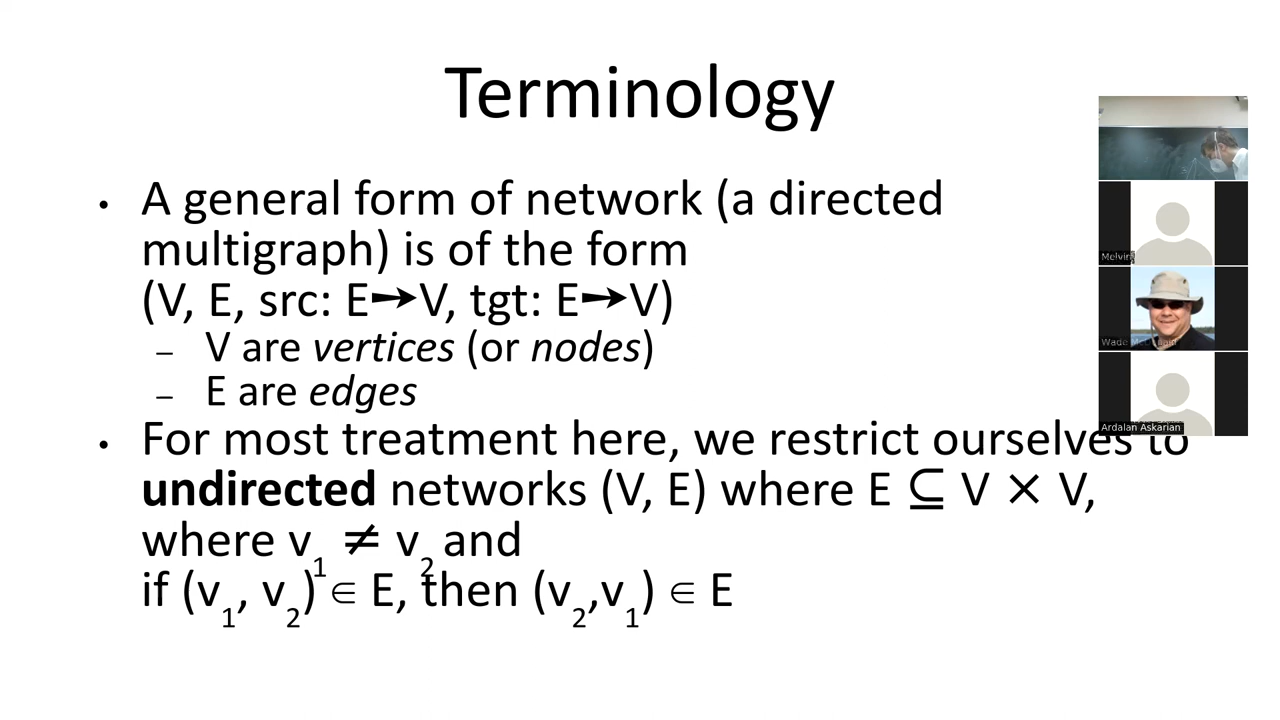 Terminology
• A general form of network (a directed
multigraph) is of the form
(V, E, src: E→V, tgt: E→V)
– V are vertices (or nodes)
– E are edges
• For most treatment here, we restrict ourselves to
undirected networks (V, E) where E ⊆ V × V,
where v₁ ≠ v₂ and
if (v₁, v₂) ∈ E, then (v₂,v₁) ∈ E
Melvin
Wade
Ardalan Askarian